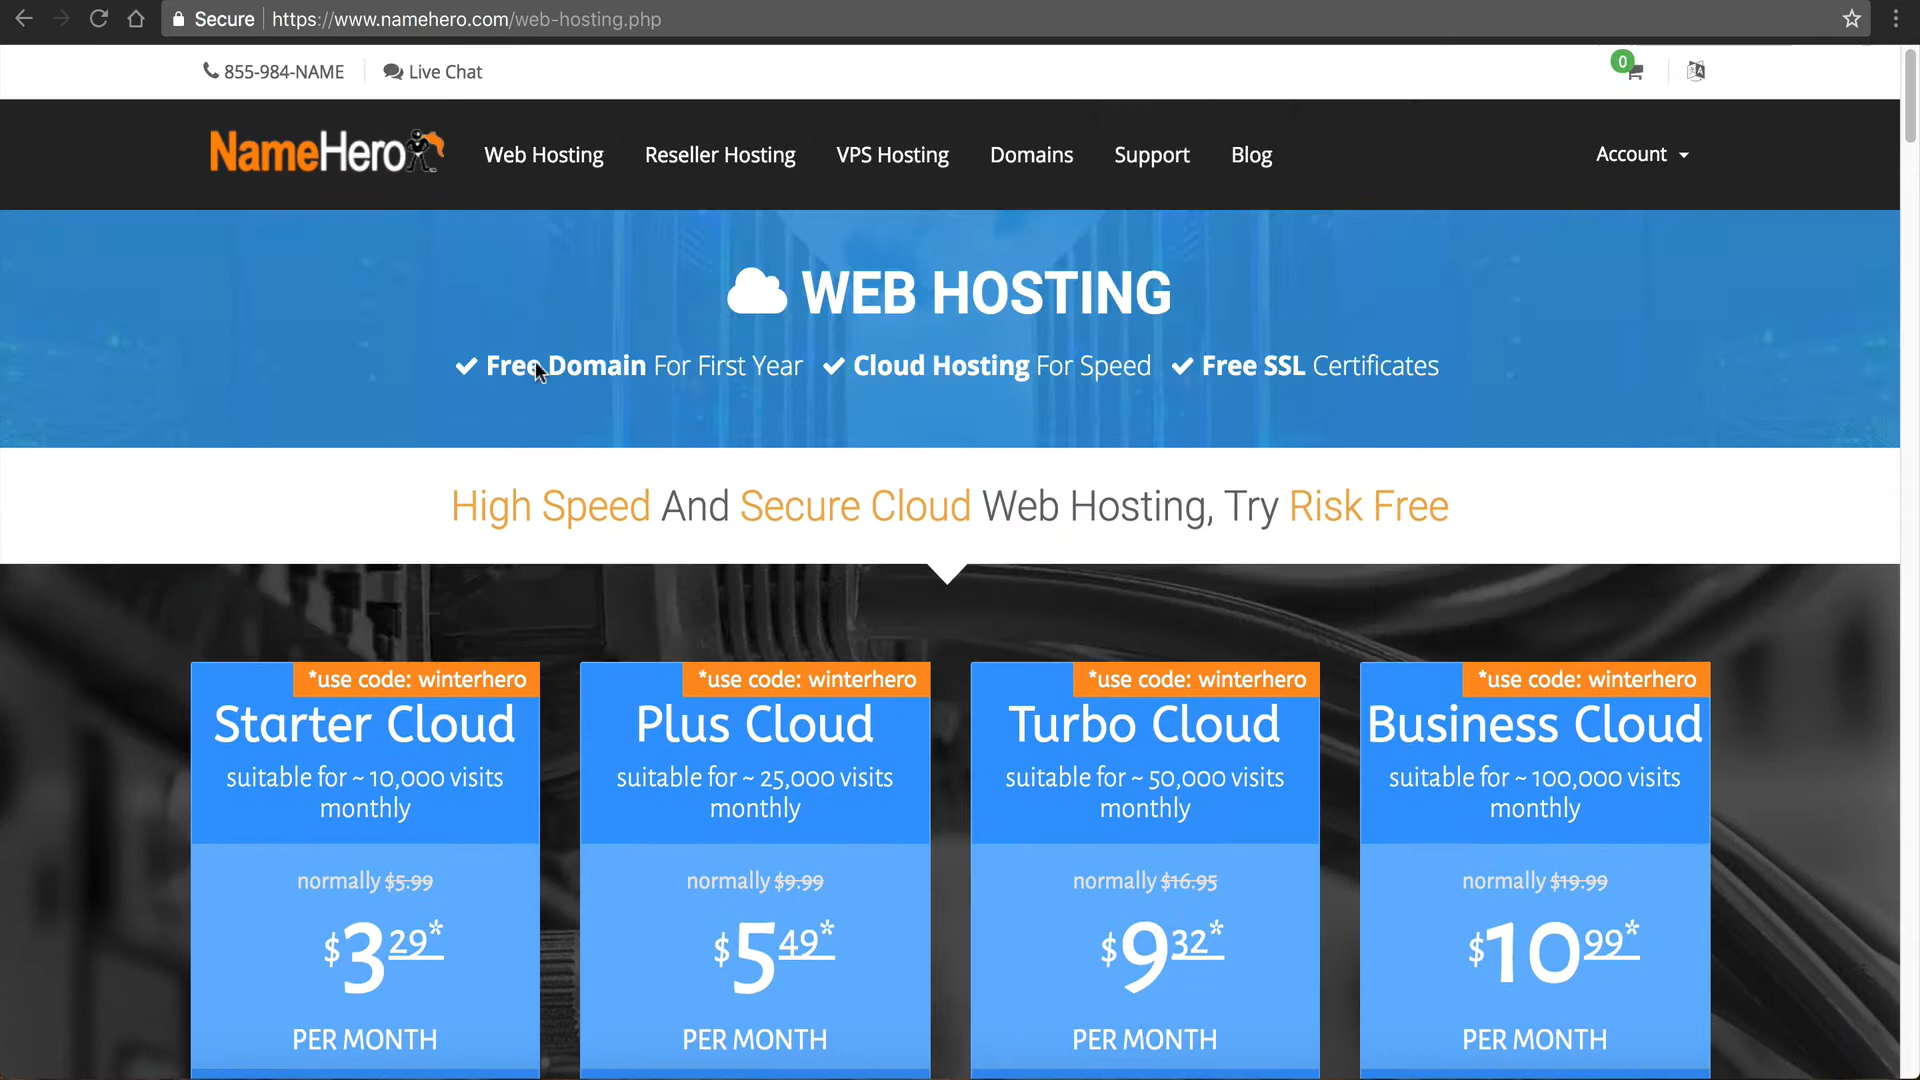 Secure https://www.namehero.com/web-hosting.php
855-984-NAME Live Chat 0
NameHero Web Hosting Reseller Hosting VPS Hosting Domains Support Blog Account
WEB HOSTING
Free Domain For First Year Cloud Hosting For Speed Free SSL Certificates
High Speed And Secure Cloud Web Hosting, Try Risk Free
*use code: winterhero
Starter Cloud
suitable for ~ 10,000 visits
monthly
normally $5.99
$3 29*
PER MONTH
*use code: winterhero
Plus Cloud
suitable for ~ 25,000 visits
monthly
normally $9.99
$5 49*
PER MONTH
*use code: winterhero
Turbo Cloud
suitable for ~ 50,000 visits
monthly
normally $16.95
$9 32*
PER MONTH
*use code: winterhero
Business Cloud
suitable for ~ 100,000 visits
monthly
normally $19.99
$10 99*
PER MONTH